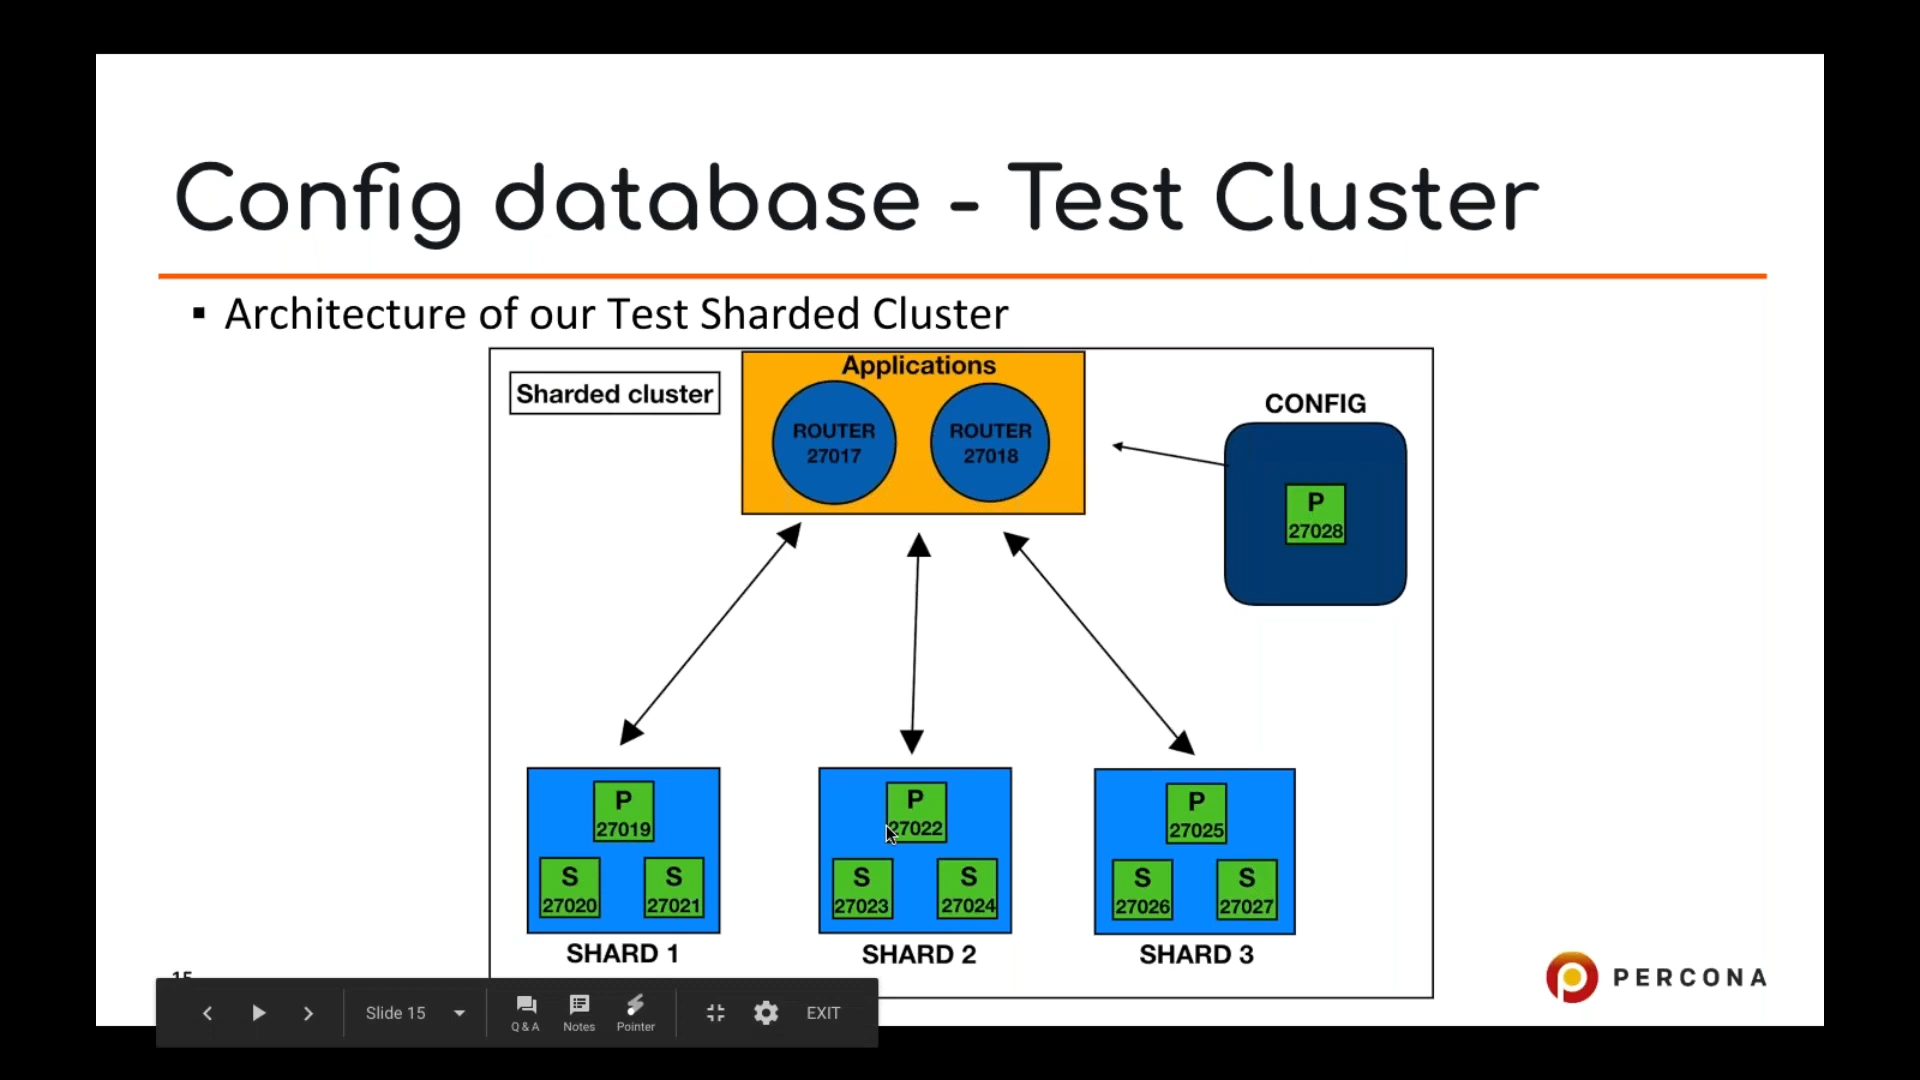 Config database - Test Cluster
▪ Architecture of our Test Sharded Cluster
Sharded cluster
Applications
ROUTER
27017
ROUTER
27018
CONFIG
P
27028
P
27019
S
27020
S
27021
SHARD 1
P
27022
S
27023
S
27024
SHARD 2
P
27025
S
27026
S
27027
SHARD 3
15
PERCONA
Slide 15
Q & A
Notes
Pointer
EXIT